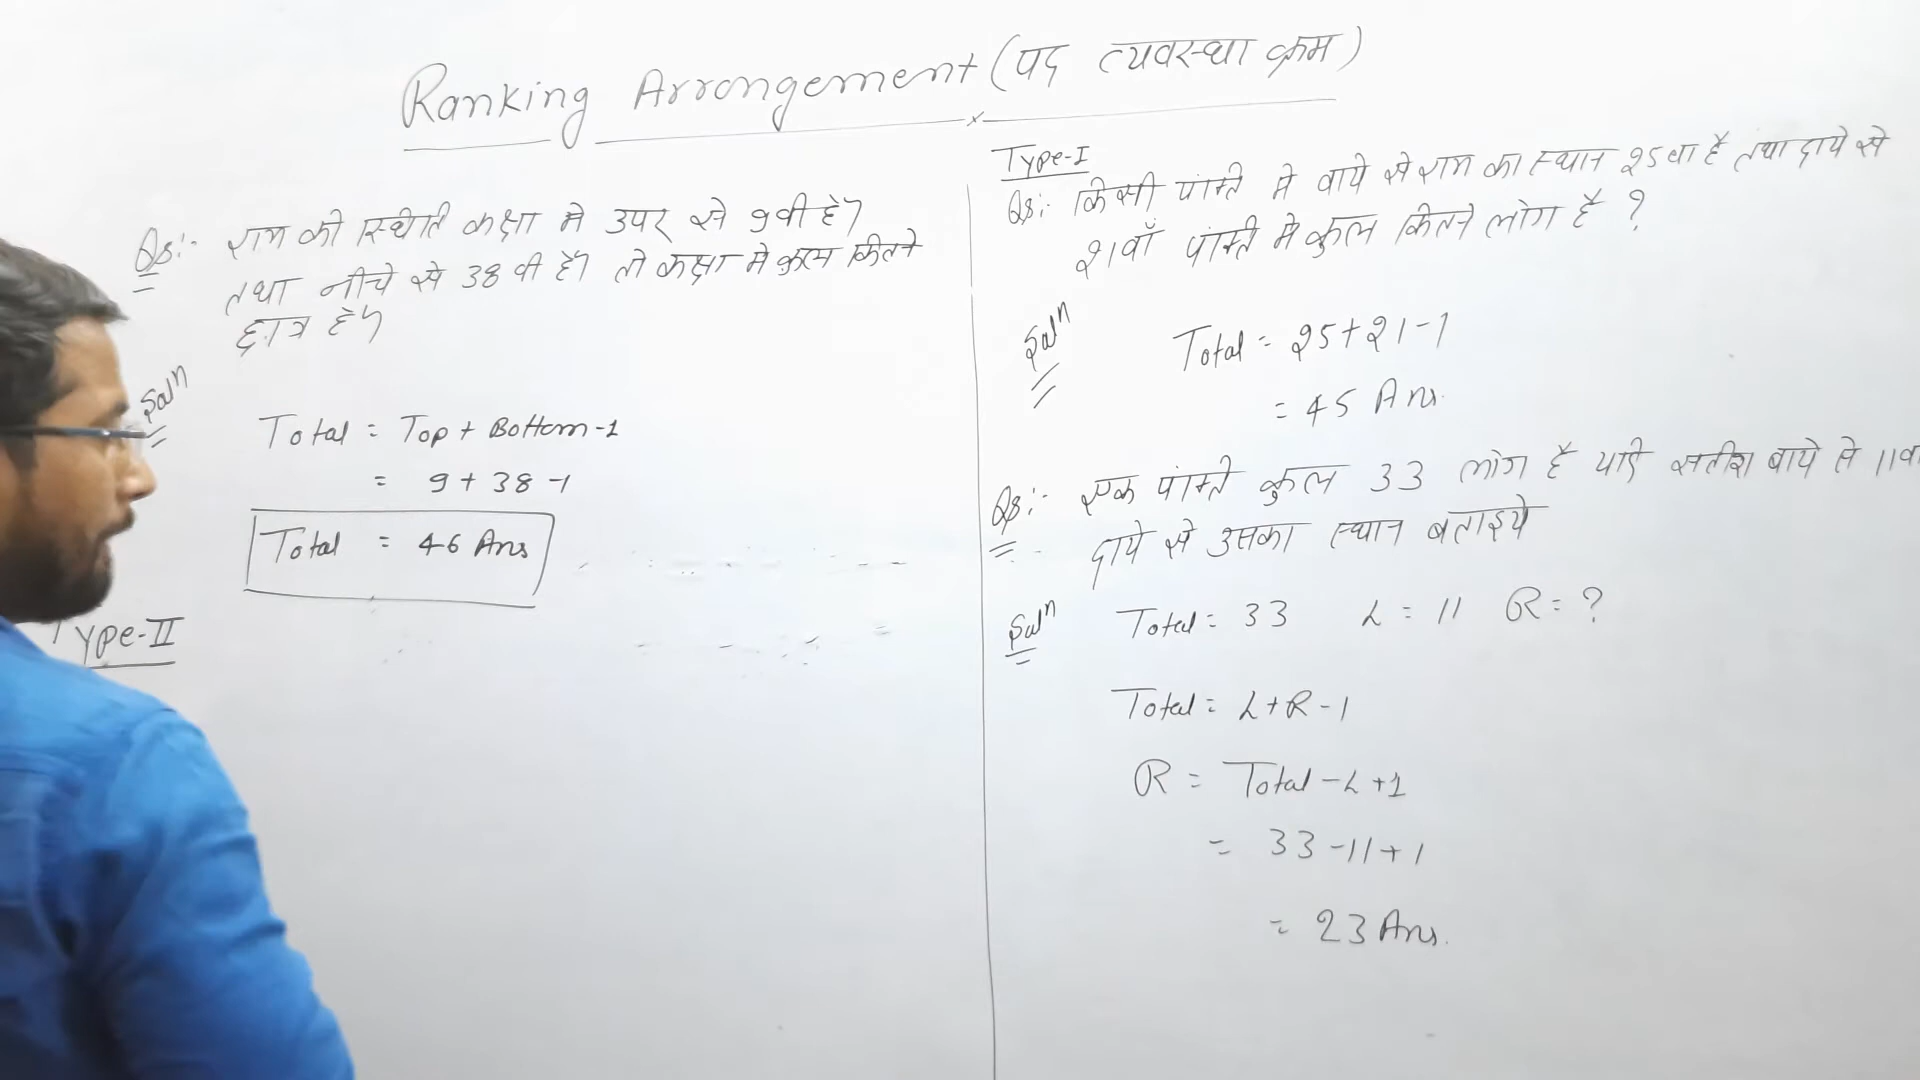 Ranking Arrangement (पद व्यवस्था क्रम)
Qs:- राम की स्थिती कक्षा मे उपर से 9वी है।
तथा नीचे से 38 वी है। तो कक्षा मे कुल कितने
छात्र है।
Solⁿ
Total = Top + Bottom - 1
= 9 + 38 - 1
Total = 46 Ans
Type-II
Type-I
Qs:- किसी पांक्ति मे बाये से राम का स्थान 25 वा है तथा दाये से
21वाँ पांक्ति मे कुल कितने लोग है ?
Solⁿ
Total = 25 + 21 - 1
= 45 Ans.
Qs:- एक पांक्ति कुल 33 लोग है यदि सतीश बाये से 11वा
दाये से उसका स्थान बताइये
Solⁿ Total = 33 L = 11 R = ?
Total = L + R - 1
R = Total - L + 1
= 33 - 11 + 1
= 23 Ans.